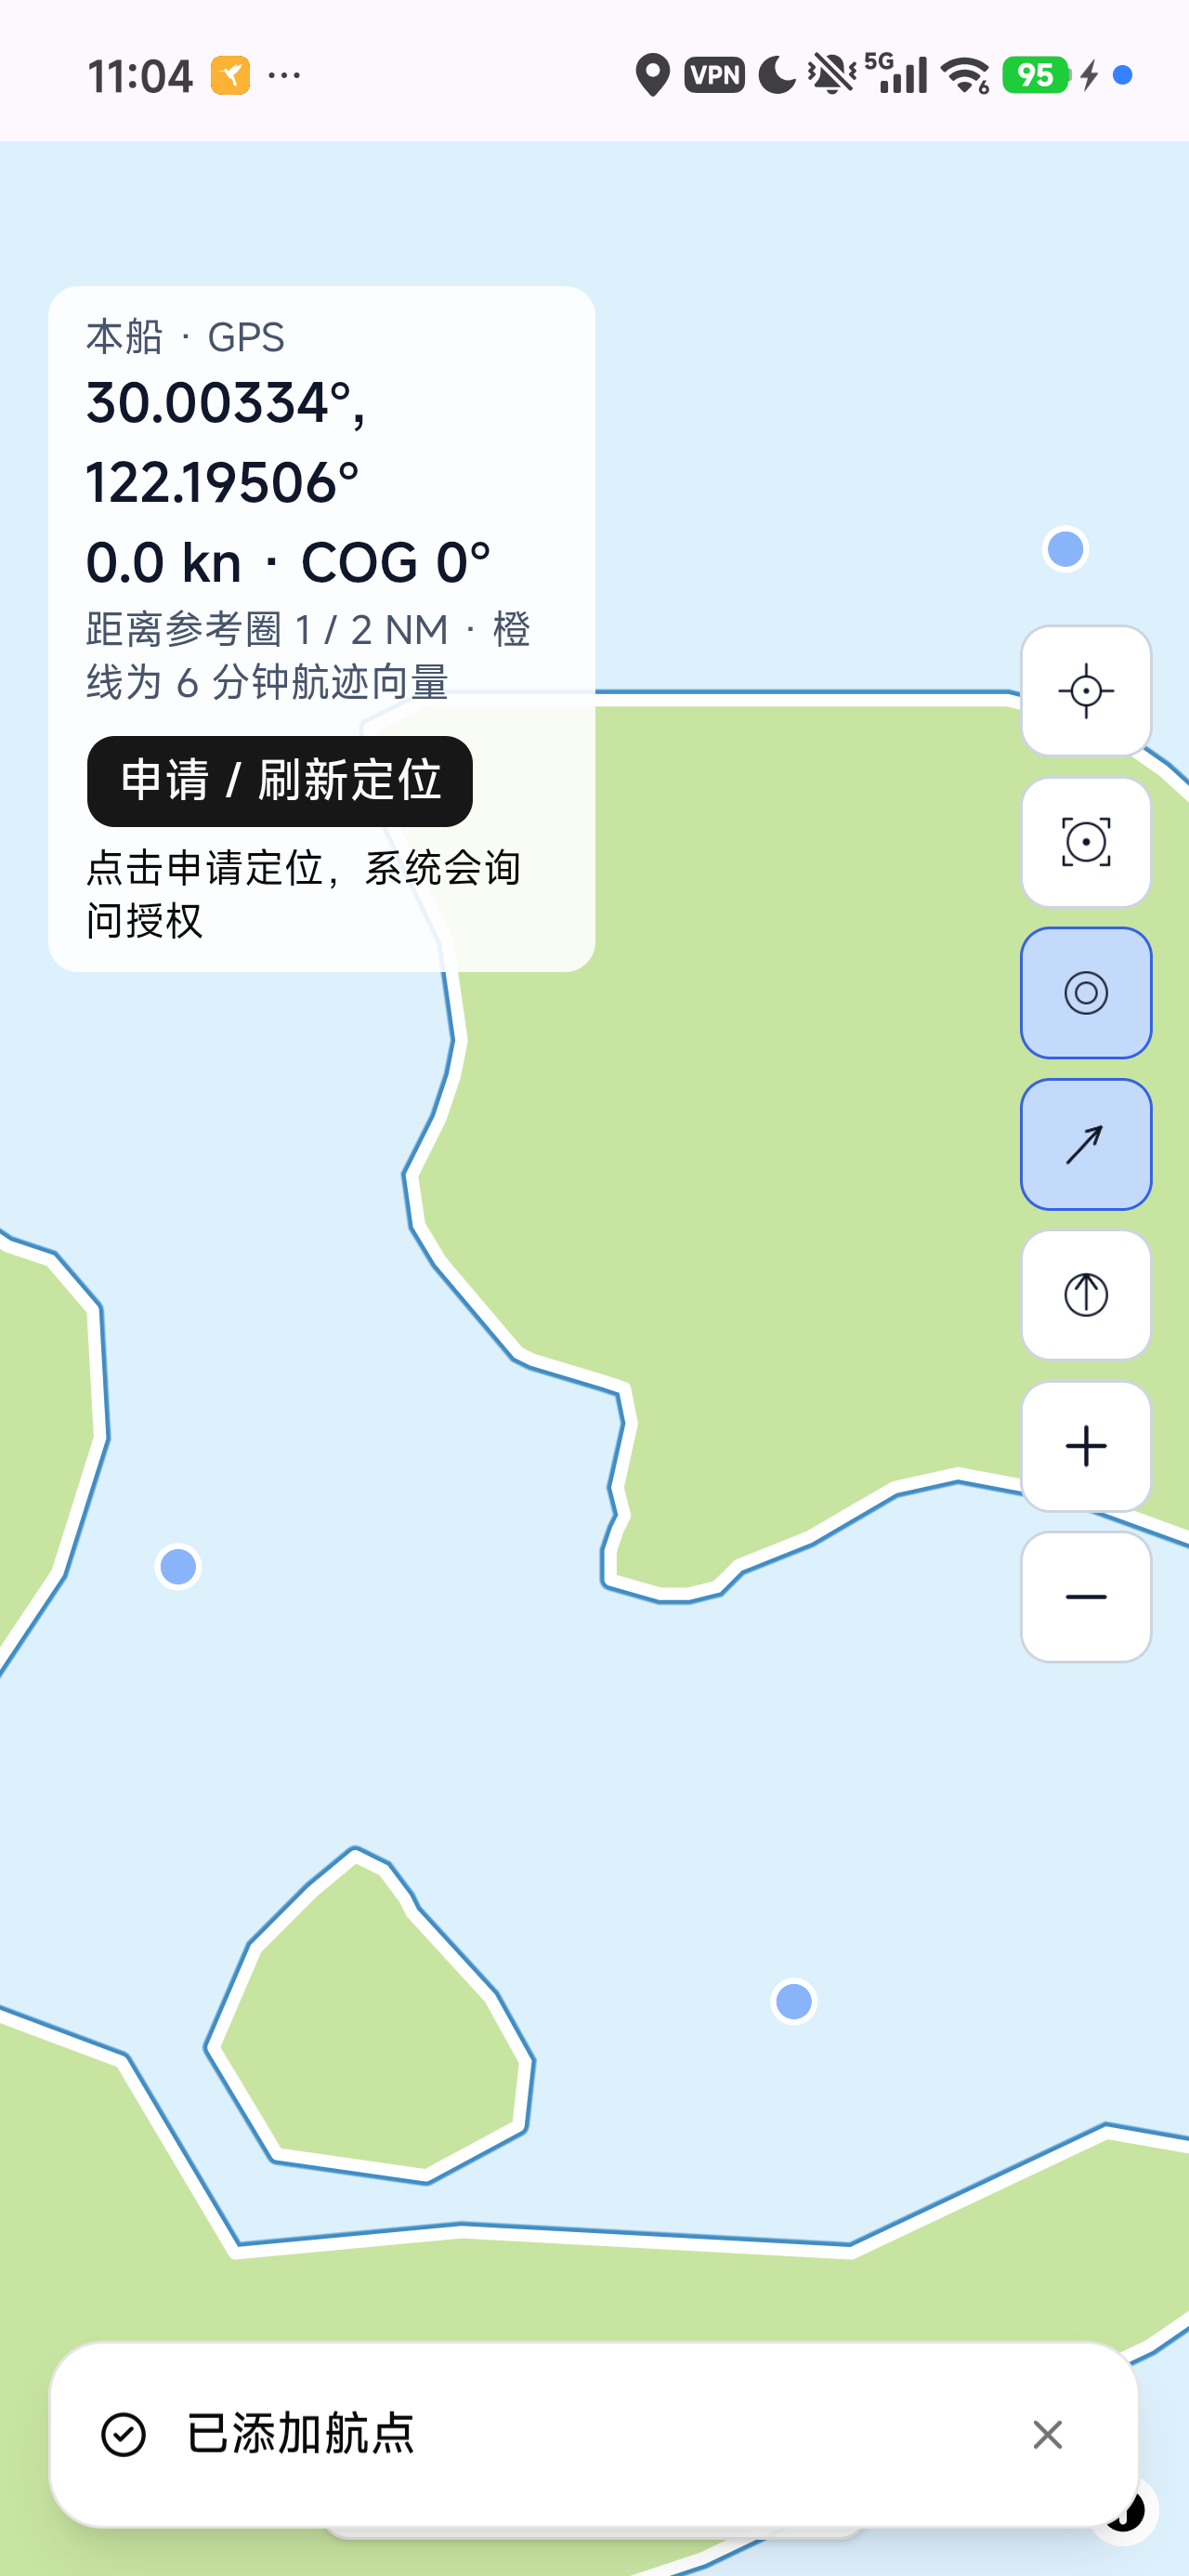 11:04 ··· VPN 5G 6 95
本船 · GPS
30.00334°,
122.19506°
0.0 kn · COG 0°
距离参考圈 1 / 2 NM · 橙
线为 6 分钟航迹向量
申请 / 刷新定位
点击申请定位，系统会询
问授权
已添加航点